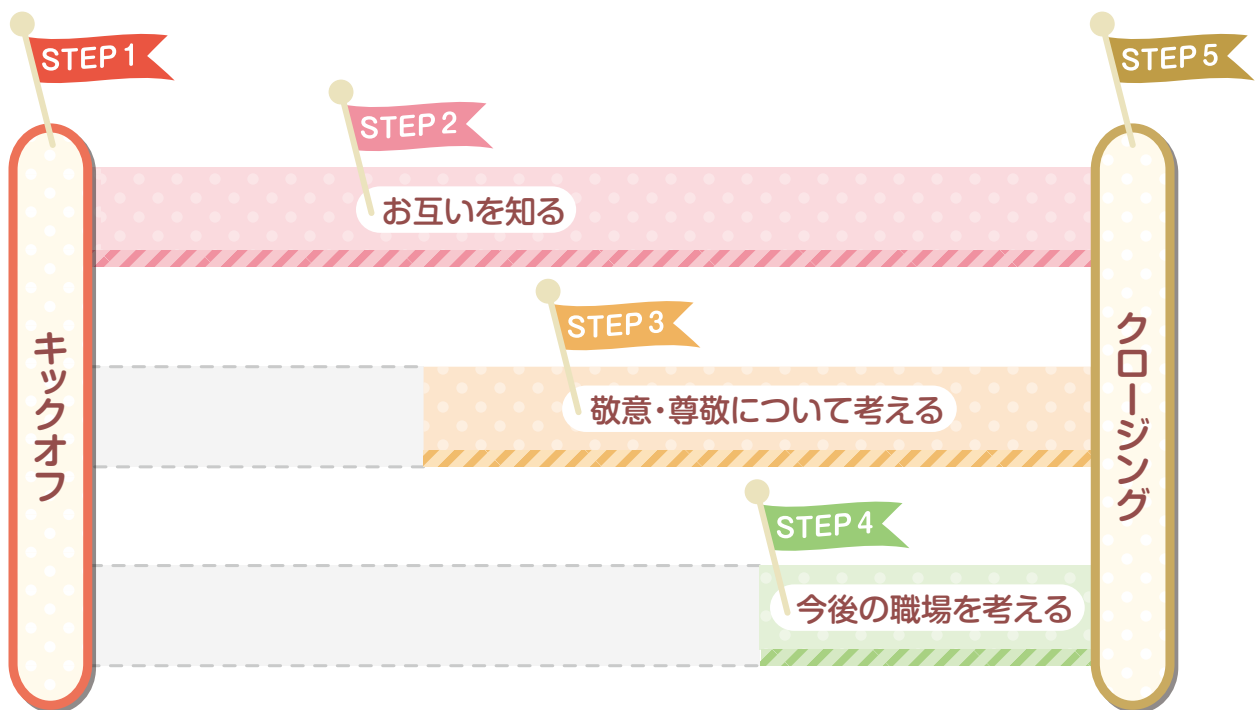 STEP 1
キックオフ
STEP 2
お互いを知る
STEP 3
敬意・尊敬について考える
STEP 4
今後の職場を考える
STEP 5
クロージング